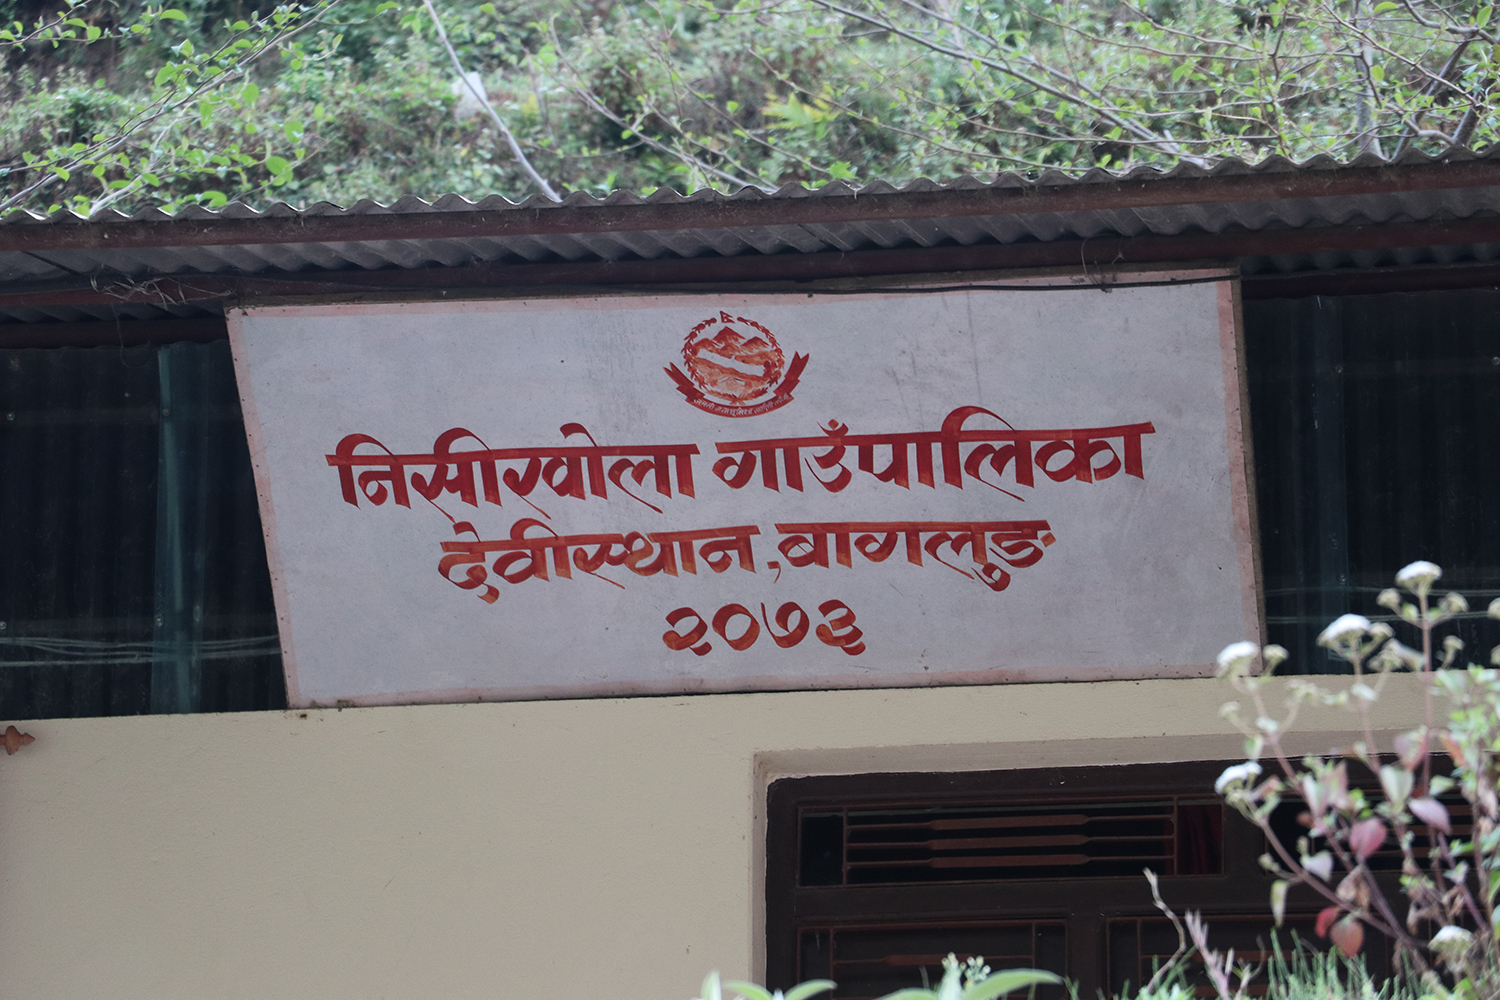 निसीखोला गाउँपालिका
देवीस्थान, बागलुङ
२०७३